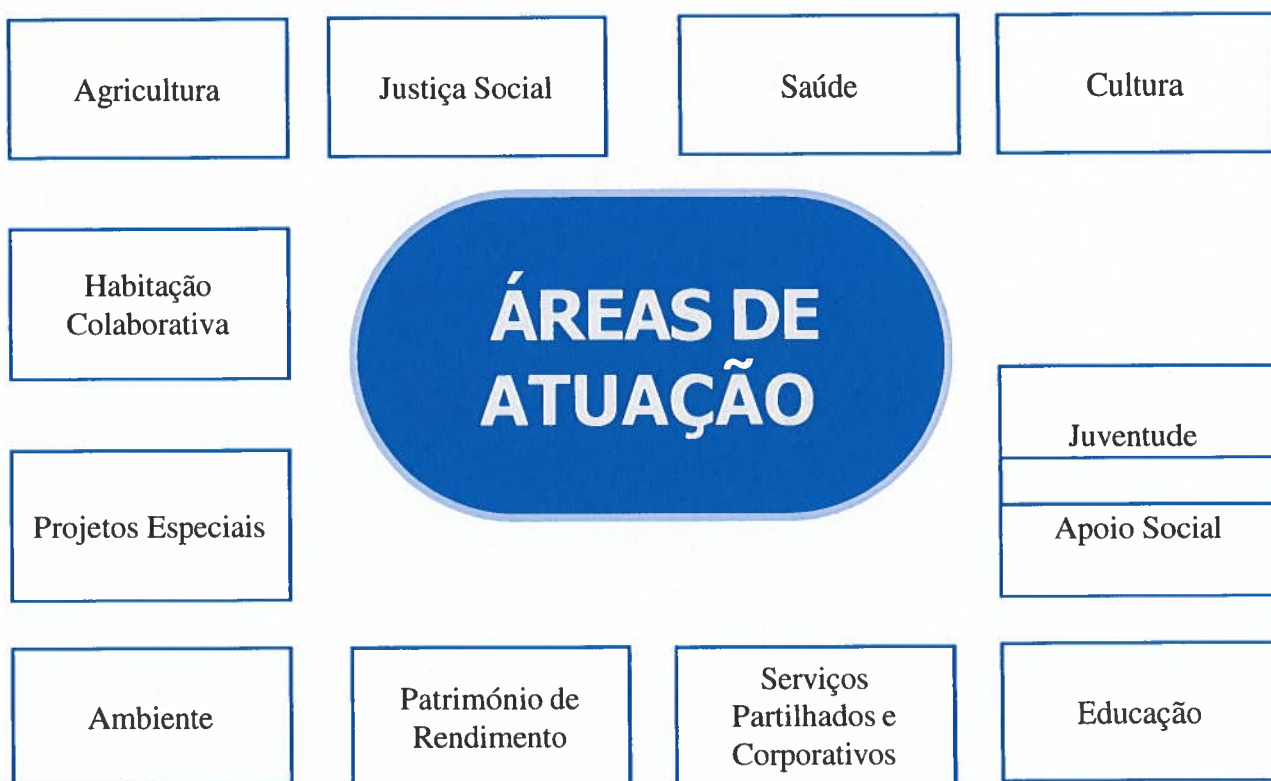 Agricultura
Justiça Social
Saúde
Cultura
Habitação
Colaborativa
ÁREAS DE
ATUAÇÃO
Juventude
Projetos Especiais
Apoio Social
Ambiente
Património de
Rendimento
Serviços
Partilhados e
Corporativos
Educação